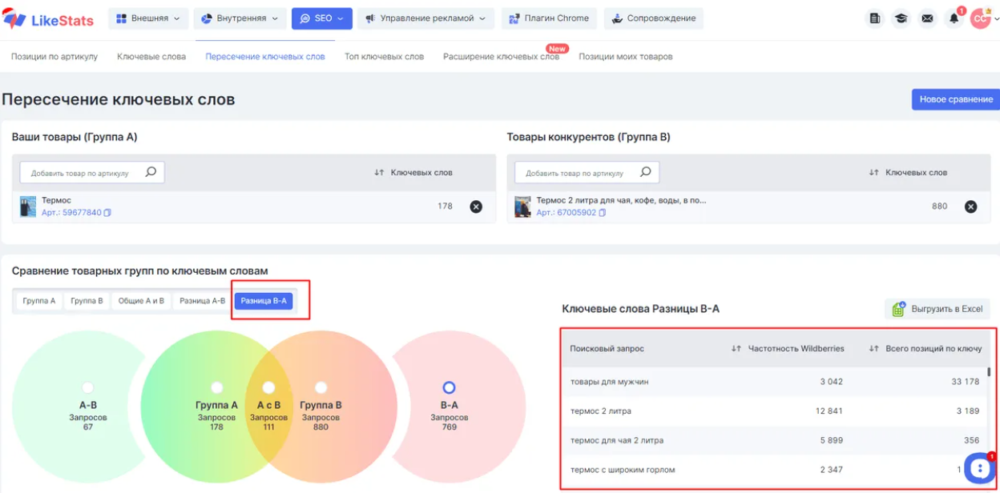 LikeStats
Внешняя
Внутренняя
SEO
Управление рекламой
Плагин Chrome
Сопровождение
1
CC
Позиции по артикулу
Ключевые слова
Пересечение ключевых слов
Топ ключевых слов
Расширение ключевых слов
New
Позиции моих товаров
Пересечение ключевых слов
Новое сравнение
Ваши товары (Группа А)
Добавить товар по артикулу
Ключевых слов
Термос
Арт.: 59677840
178
Товары конкурентов (Группа В)
Добавить товар по артикулу
Ключевых слов
Термос 2 литра для чая, кофе, воды, в по...
Арт.: 67005902
880
Сравнение товарных групп по ключевым словам
Группа А
Группа В
Общие А и В
Разница А-В
Разница В-А
А-В
Запросов
67
Группа А
Запросов
178
А с В
Запросов
111
Группа В
Запросов
880
В-А
Запросов
769
Ключевые слова Разницы В-А
Выгрузить в Excel
Поисковый запрос
Частотность Wildberries
Всего позиций по ключу
товары для мужчин 3 042 33 178
термос 2 литра 12 841 3 189
термос для чая 2 литра 5 899 356
термос с широким горлом 2 347 1
1